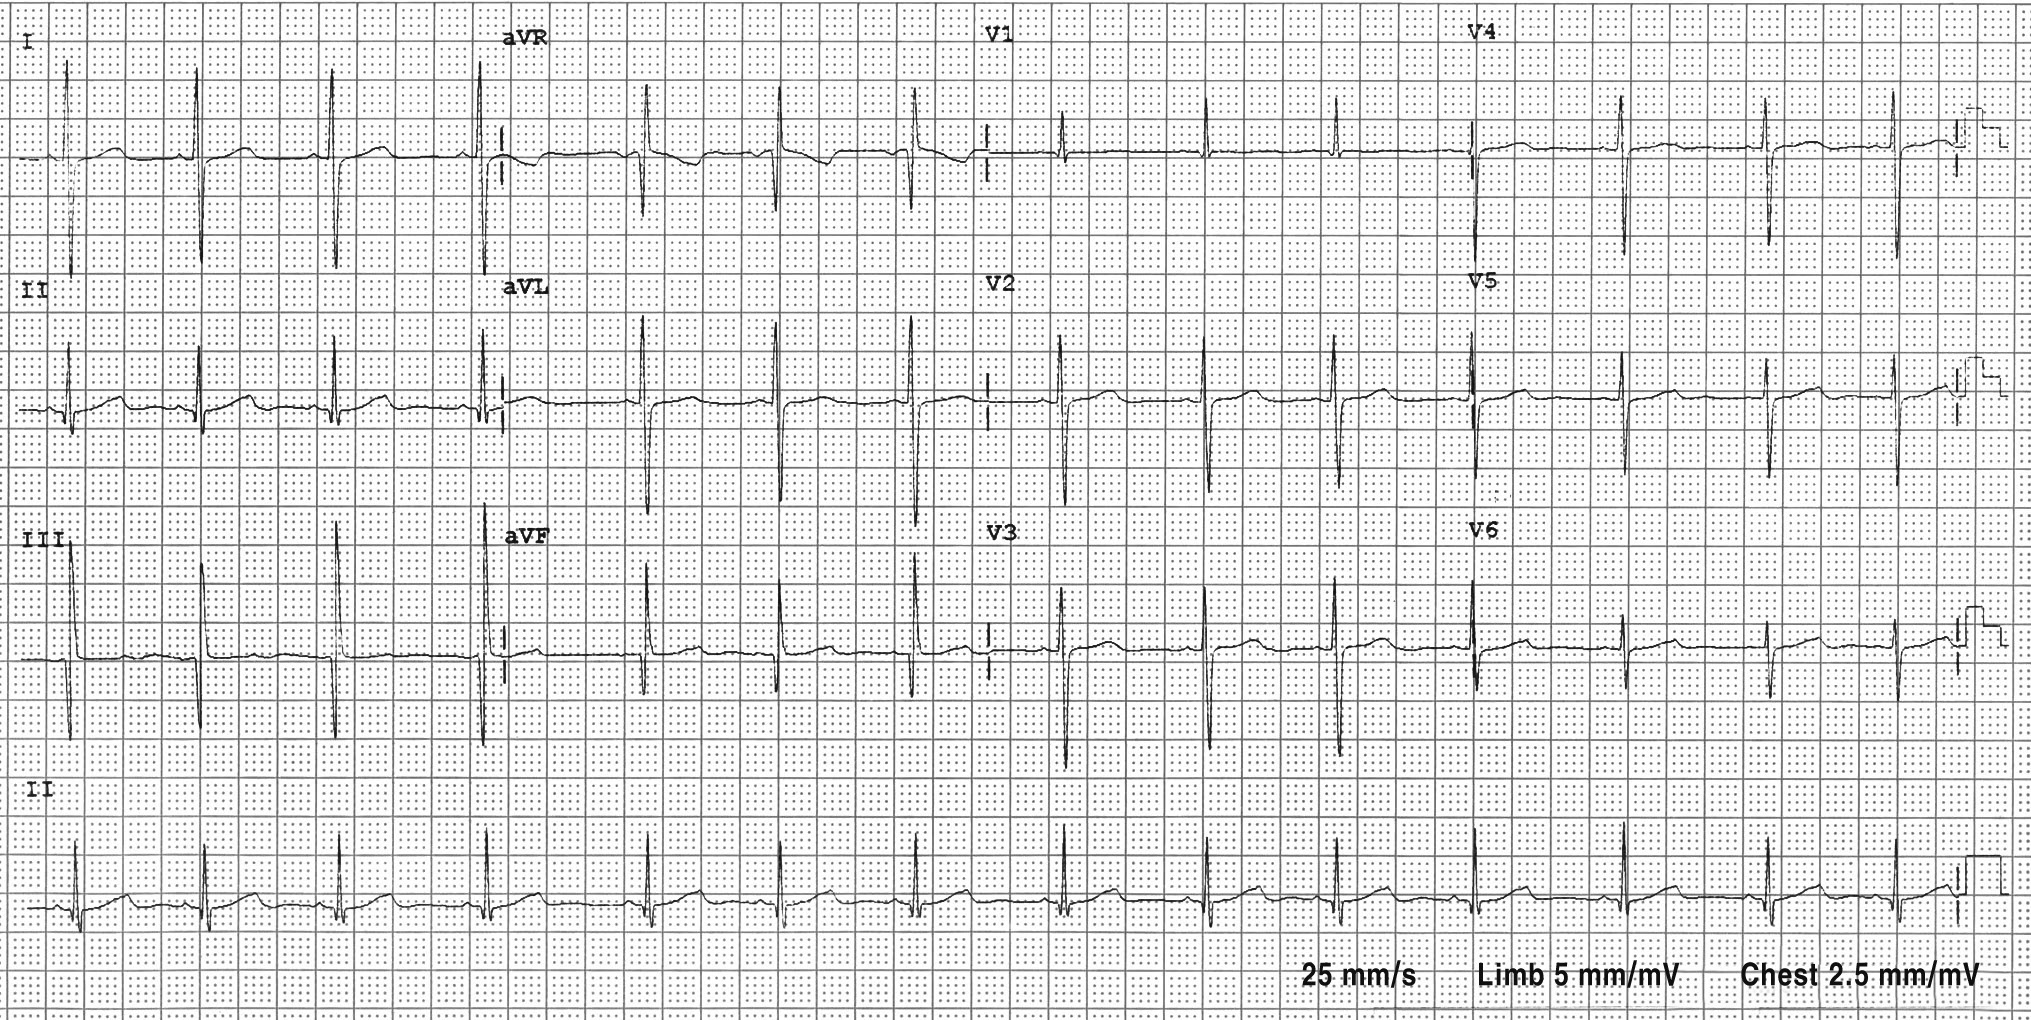 I aVR V1 V4
II aVL V2 V5
III aVF V3 V6
II
25 mm/s Limb 5 mm/mV Chest 2.5 mm/mV